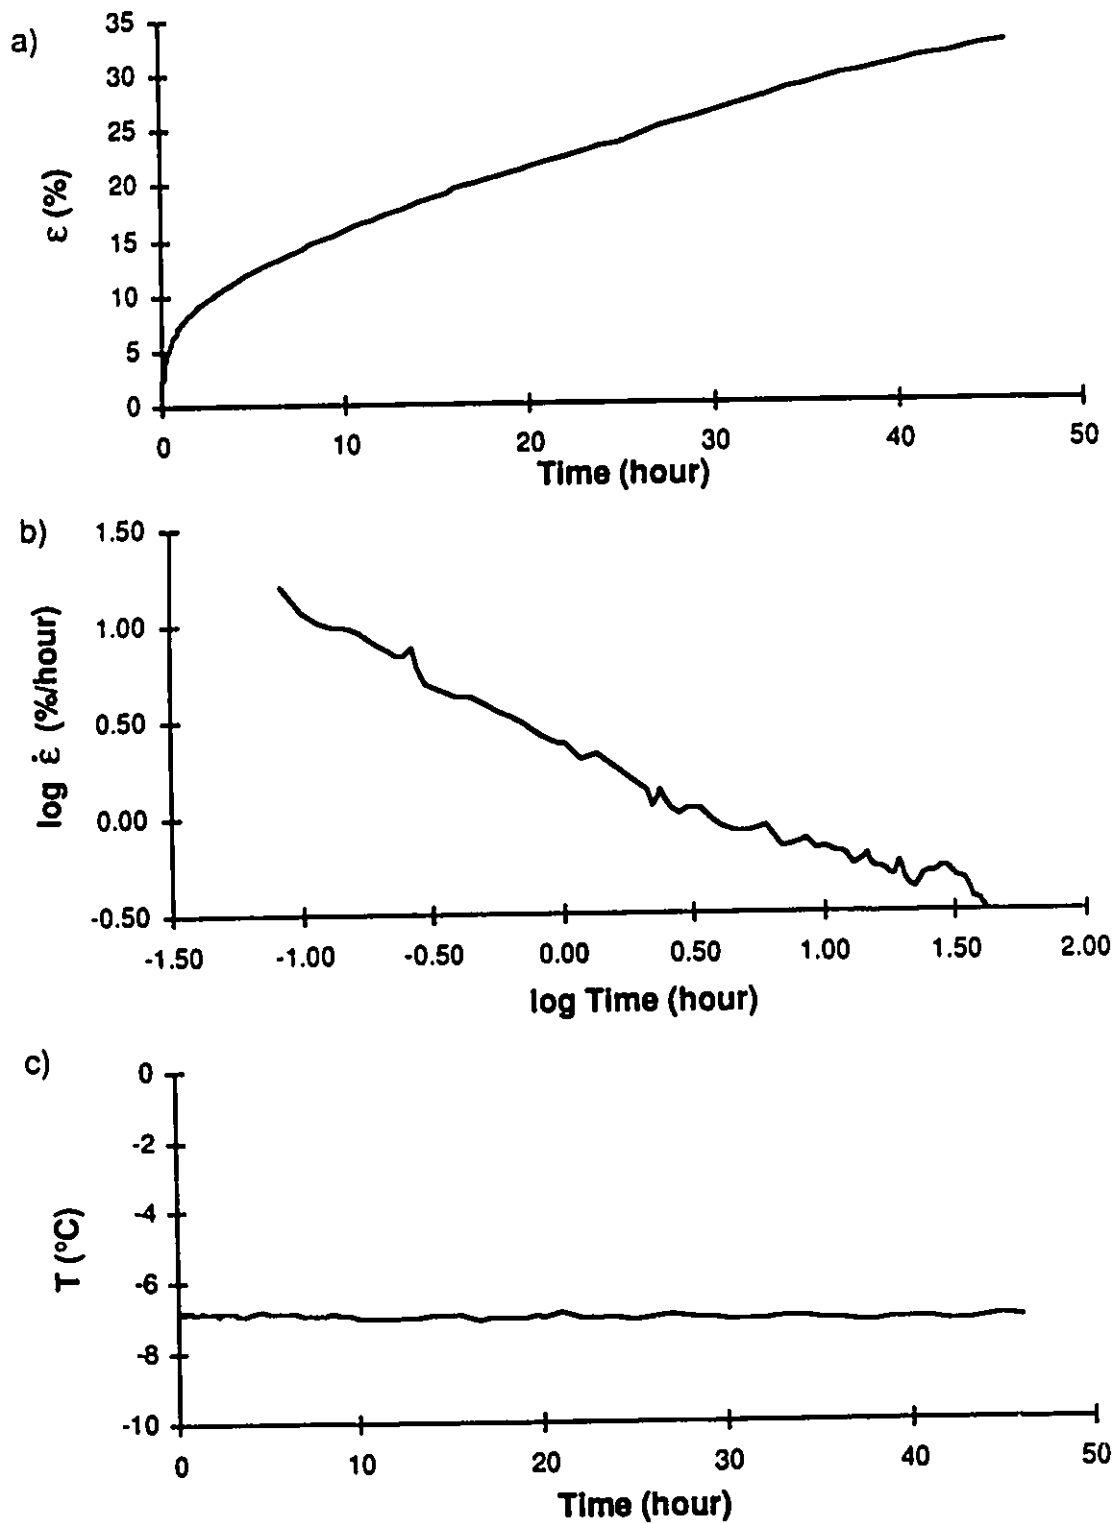 a)
35
30
25
20
15
10
5
0
ε (%)
0 10 20 30 40 50
Time (hour)
b)
1.50
1.00
0.50
0.00
-0.50
log ε̇ (%/hour)
-1.50 -1.00 -0.50 0.00 0.50 1.00 1.50 2.00
log Time (hour)
c)
0
-2
-4
-6
-8
-10
T (°C)
0 10 20 30 40 50
Time (hour)